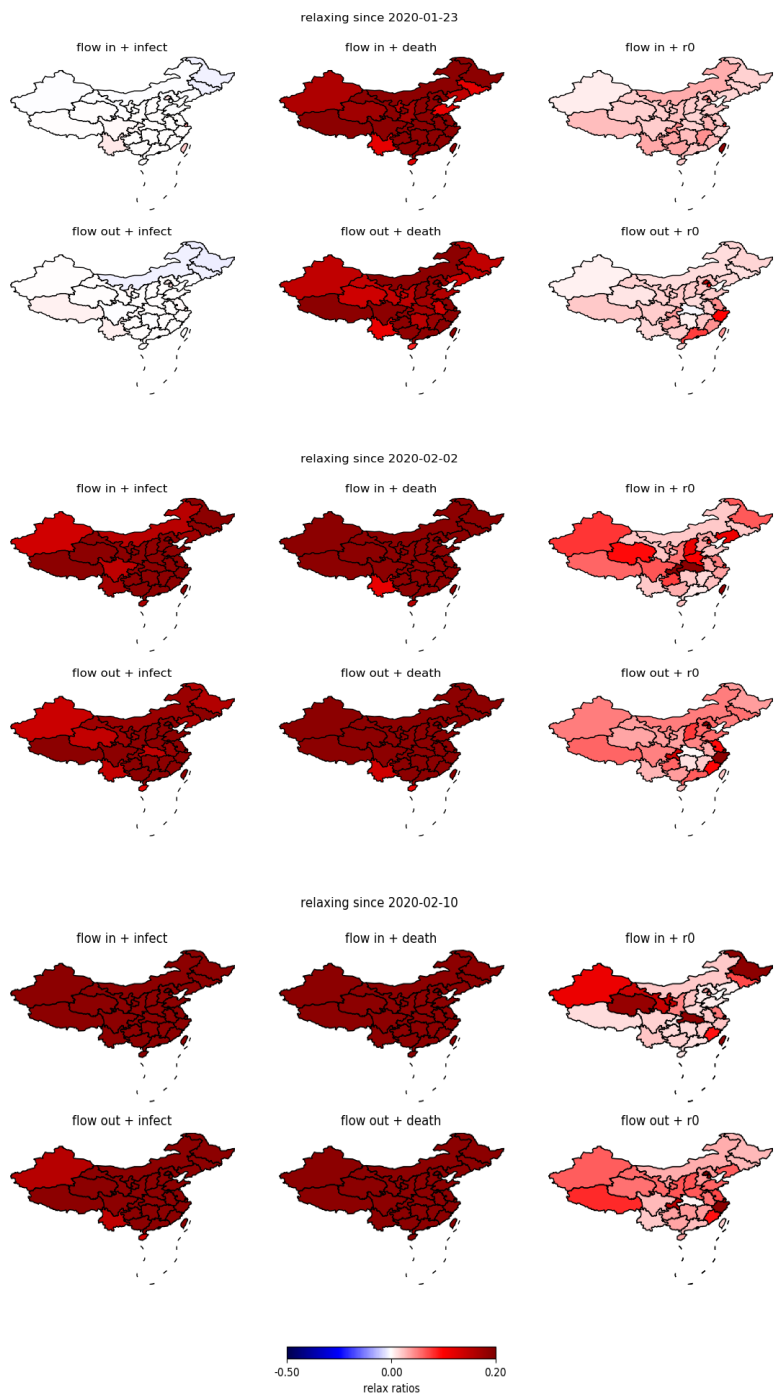 relaxing since 2020-01-23
flow in + infect
flow in + death
flow in + r0
flow out + infect
flow out + death
flow out + r0
relaxing since 2020-02-02
flow in + infect
flow in + death
flow in + r0
flow out + infect
flow out + death
flow out + r0
relaxing since 2020-02-10
flow in + infect
flow in + death
flow in + r0
flow out + infect
flow out + death
flow out + r0
-0.50 0.00 0.20
relax ratios